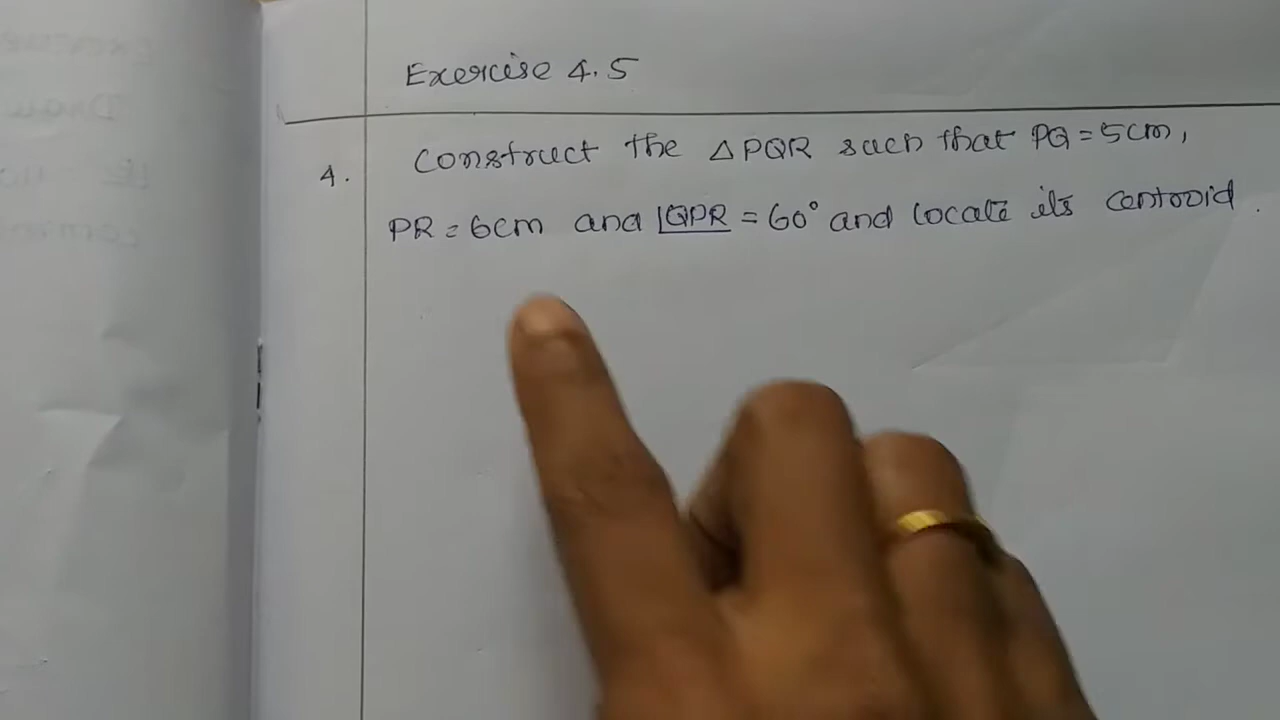 Exercise 4.5
4. Construct the △PQR such that PQ = 5cm,
PR = 6cm and ∠QPR = 60° and locate its centroid.